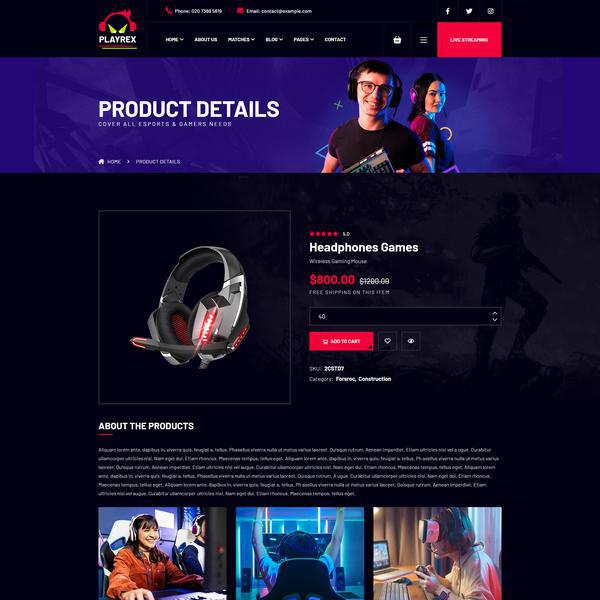 Phone: 020 7388 5619
Email: contact@example.com
PLAYREX
HOME
ABOUT US
MATCHES
BLOG
PAGES
CONTACT
LIVE STREAMING
PRODUCT DETAILS
COVER ALL ESPORTS & GAMERS NEEDS
HOME > PRODUCT DETAILS
5.0
Headphones Games
Wireless Gaming Mouse
$800.00 $1200.00
FREE SHIPPING ON THIS ITEM
40
ADD TO CART
SKU: 2CSTD7
Category: Forsroc, Construction
ABOUT THE PRODUCTS
Aliquam lorem ante, dapibus in, viverra quis, feugiat a, tellus. Phasellus viverra nulla ut metus varius laoreet. Quisque rutrum. Aenean imperdiet. Etiam ultricies nisi vel a ugue. Curabitur
ullamcorper ultricies nisi. Nam eget dui. Etiam rhoncus. Maecenas tempus, tellus eget. Aliquam lorem ante, dapibus in, viverra quis, feugiat a, tellus. Ph asellus viverra nulla ut metus varius
laoreet. Quisque rutrum. Aenean imperdiet. Etiam ultricies nisi vel augue. Curabitur ullamcorper ultricies nisi. Nam eget dui. Etiam rhoncus. Maecenas tempus, tellus eget. Aliquam lorem
ante, dapibus in, viverra quis, feugiat a, tellus. Phasellus viverra nulla ut metus varius laoreet. Quisque rutrum. A ugue. Curabitur ullamcorper ultricies nisi. Nam eget dui. Etiam rhoncus. Maecenas
tempus, tellus eget. Aliquam lorem ante, dapibus in, viverra quis, feugiat a, tellus. Ph asellus viverra nulla ut metus varius laoreet. Quisque rutrum. Aenean imperdiet. Etiam ultricies
nisi vel augue. Curabitur ullamcorper ultricies nisi. Nam eget dui. Etiam rhoncus. Maecenas tempus, tellus eget.